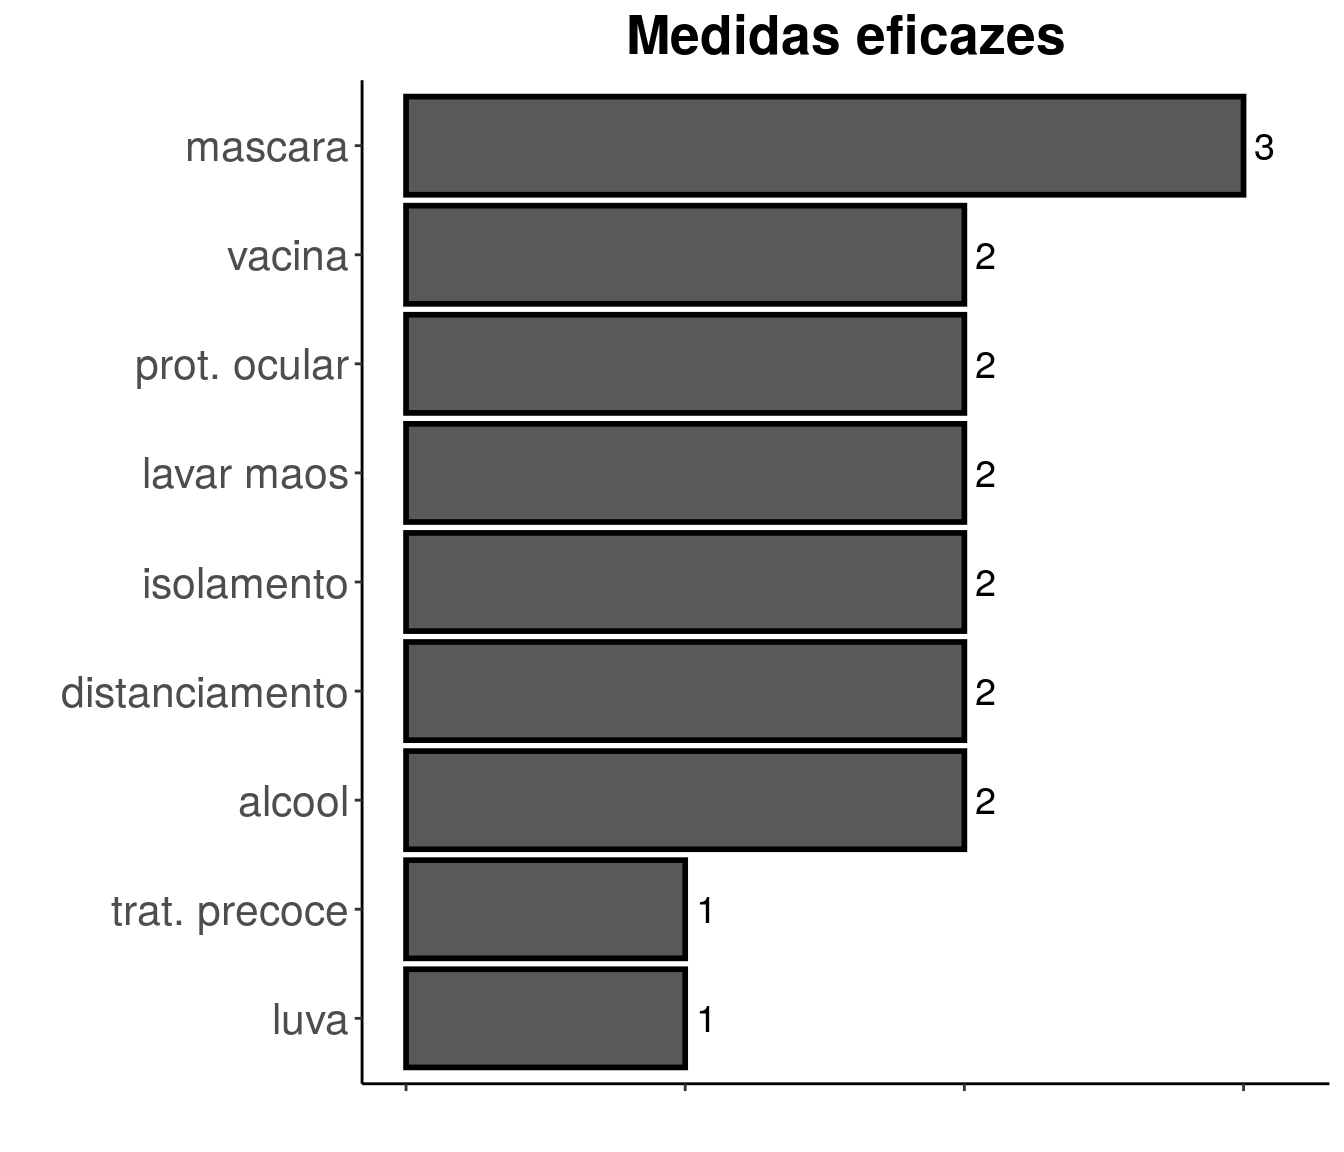 Medidas eficazes
mascara 3
vacina 2
prot. ocular 2
lavar maos 2
isolamento 2
distanciamento 2
alcool 2
trat. precoce 1
luva 1